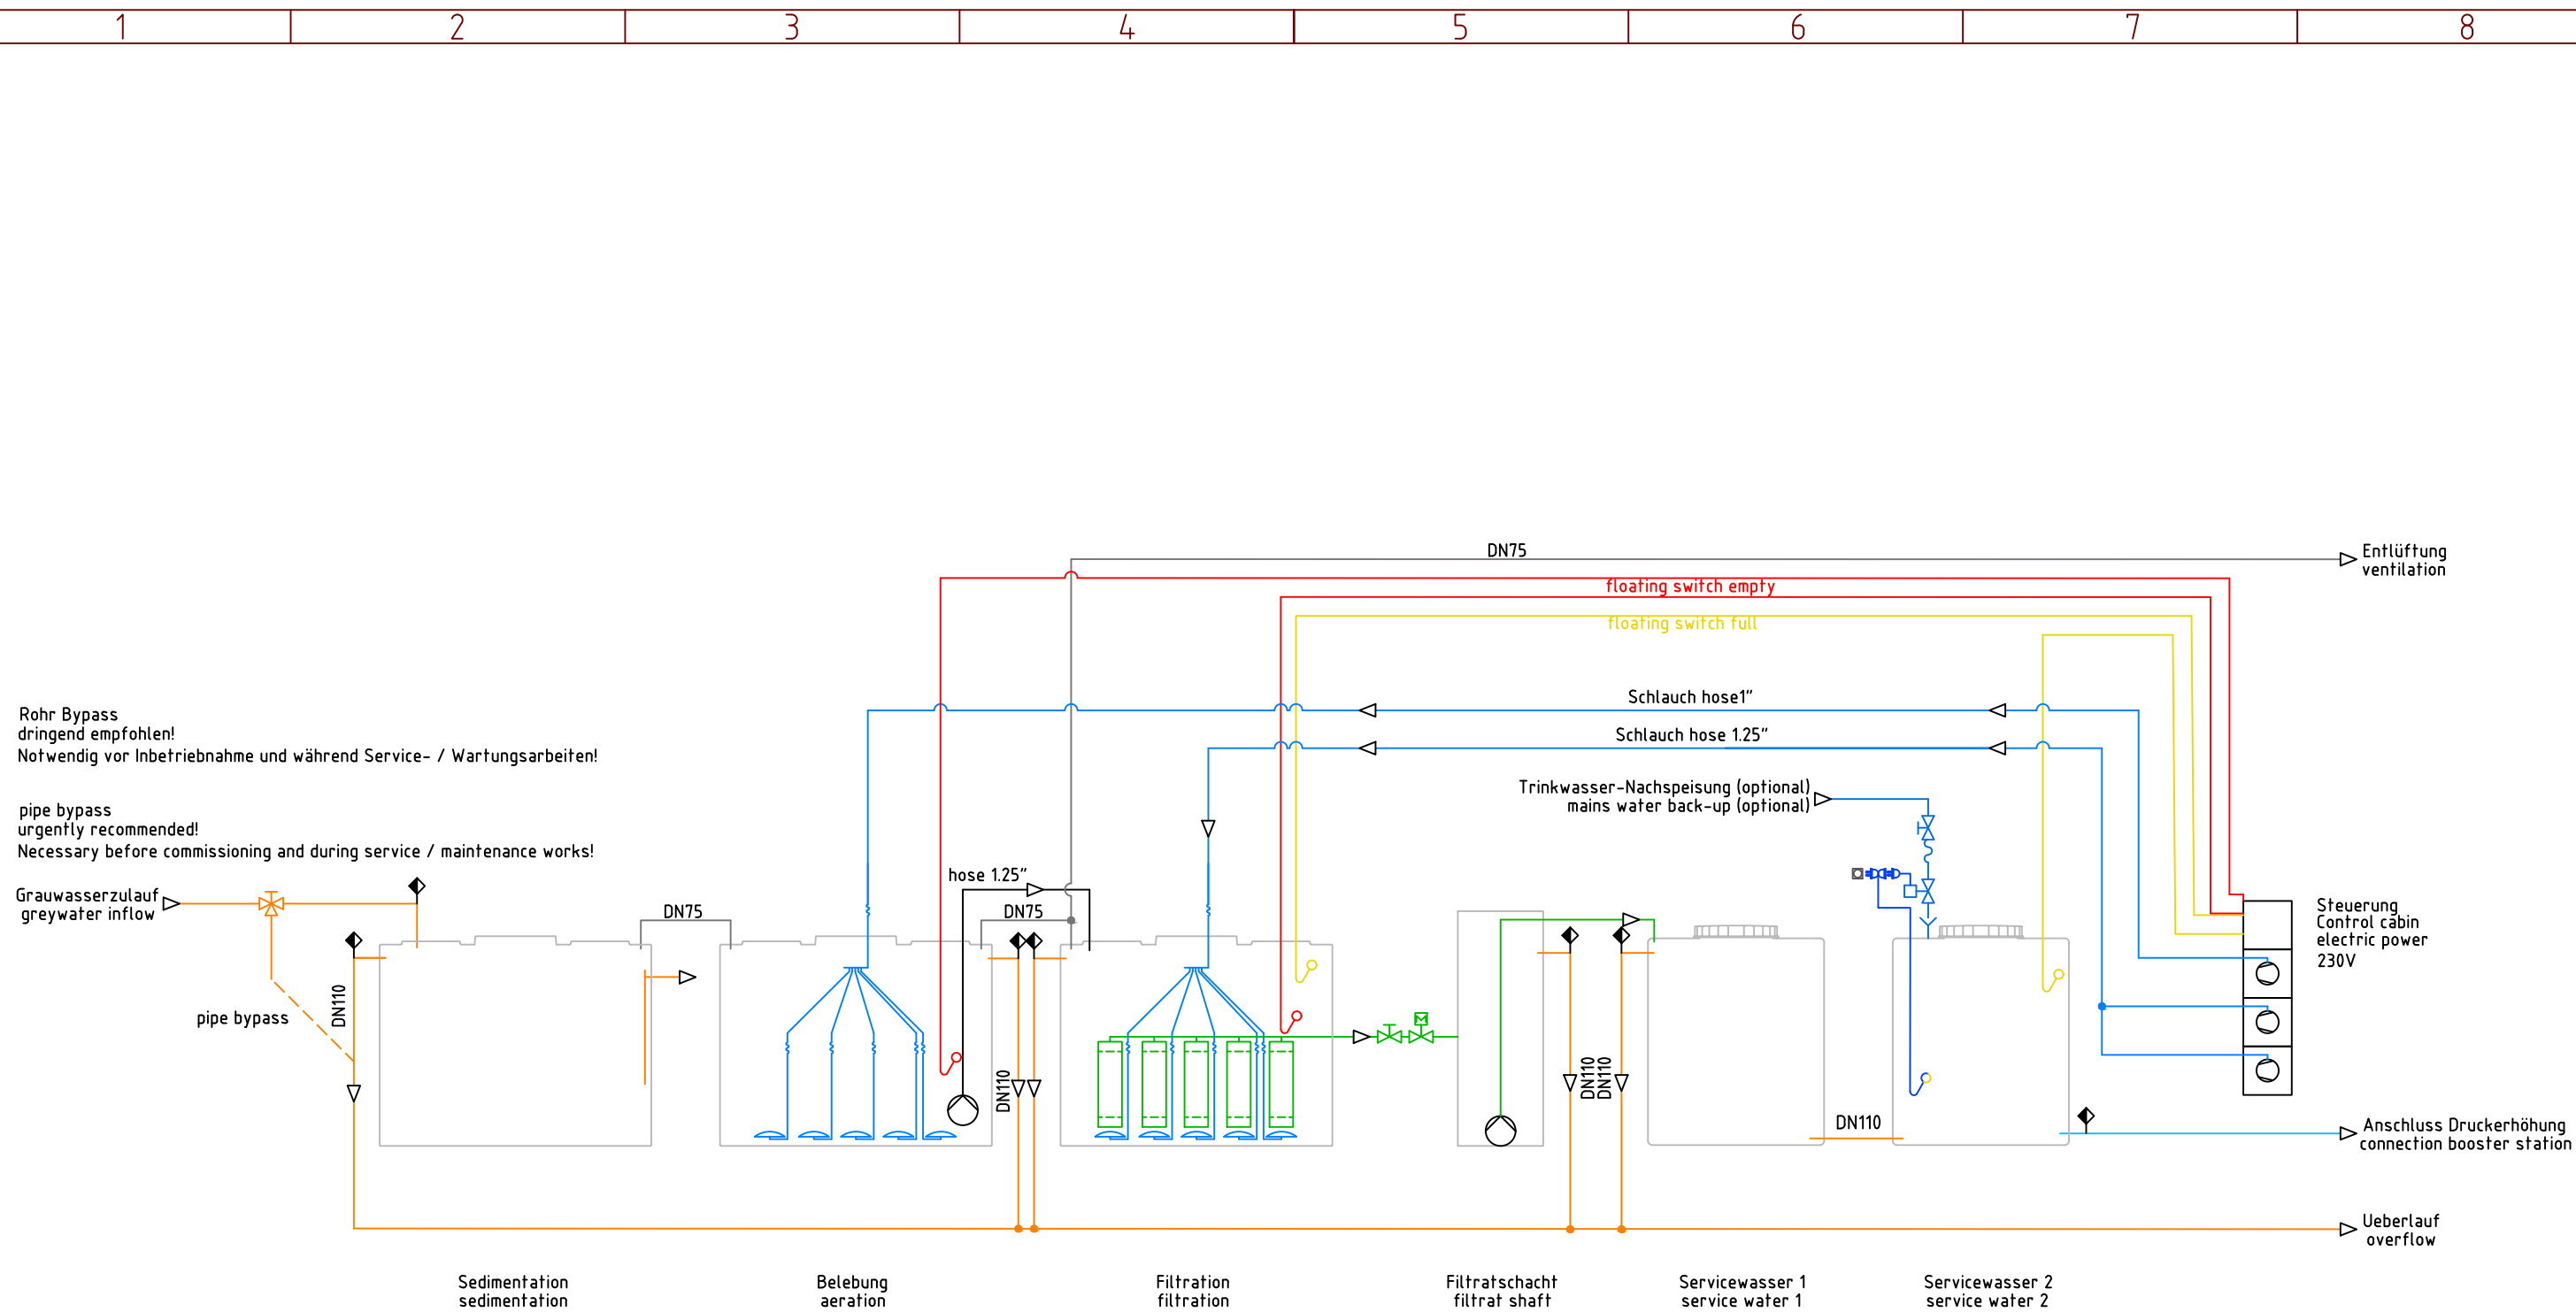 1 2 3 4 5 6 7 8
DN75
Entlüftung
ventilation
floating switch empty
floating switch full
Schlauch hose1"
Schlauch hose 1.25"
Rohr Bypass
dringend empfohlen!
Notwendig vor Inbetriebnahme und während Service- / Wartungsarbeiten!
Trinkwasser-Nachspeisung (optional)
mains water back-up (optional)
pipe bypass
urgently recommended!
Necessary before commissioning and during service / maintenance works!
hose 1.25"
Grauwasserzulauf
greywater inflow
DN75
DN75
Steuerung
Control cabin
electric power
230V
pipe bypass
DN110
M
DN110
DN110
DN110
DN110
Anschluss Druckerhöhung
connection booster station
Ueberlauf
overflow
Sedimentation
sedimentation
Belebung
aeration
Filtration
filtration
Filtratschacht
filtrat shaft
Servicewasser 1
service water 1
Servicewasser 2
service water 2